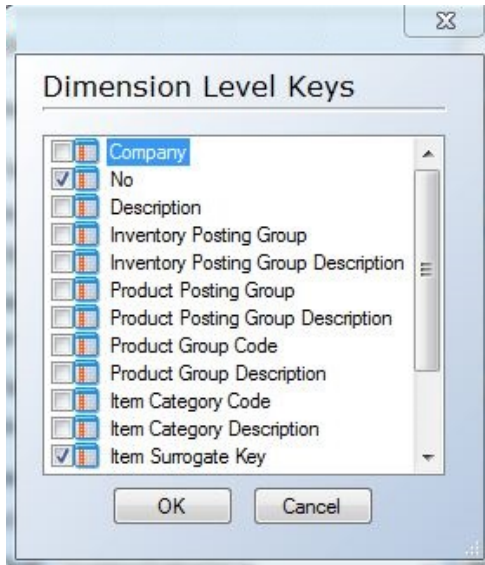 Dimension Level Keys
Company
No
Description
Inventory Posting Group
Inventory Posting Group Description
Product Posting Group
Product Posting Group Description
Product Group Code
Product Group Description
Item Category Code
Item Category Description
Item Surrogate Key
OK
Cancel